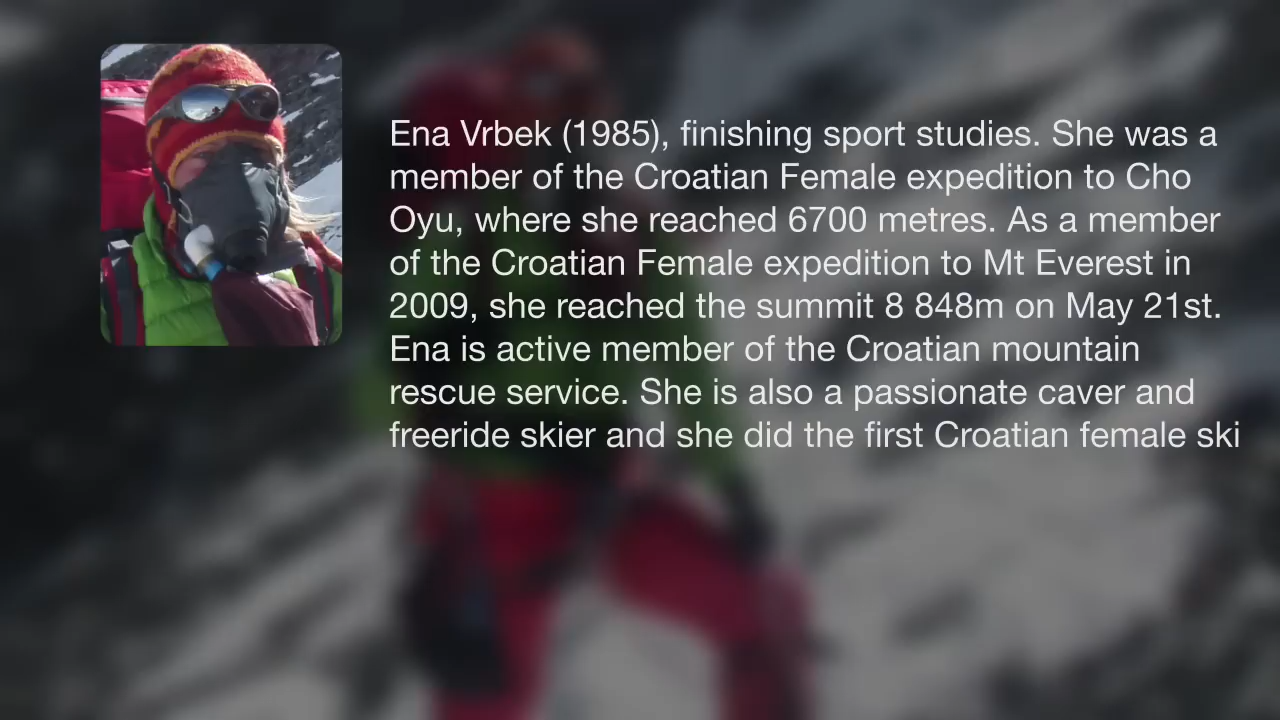 Ena Vrbek (1985), finishing sport studies. She was a
member of the Croatian Female expedition to Cho
Oyu, where she reached 6700 metres. As a member
of the Croatian Female expedition to Mt Everest in
2009, she reached the summit 8 848m on May 21st.
Ena is active member of the Croatian mountain
rescue service. She is also a passionate caver and
freeride skier and she did the first Croatian female ski